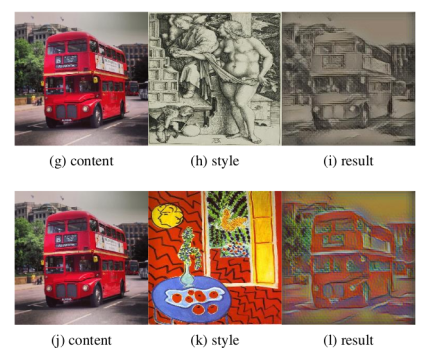 (g) content
(h) style
(i) result
(j) content
(k) style
(l) result